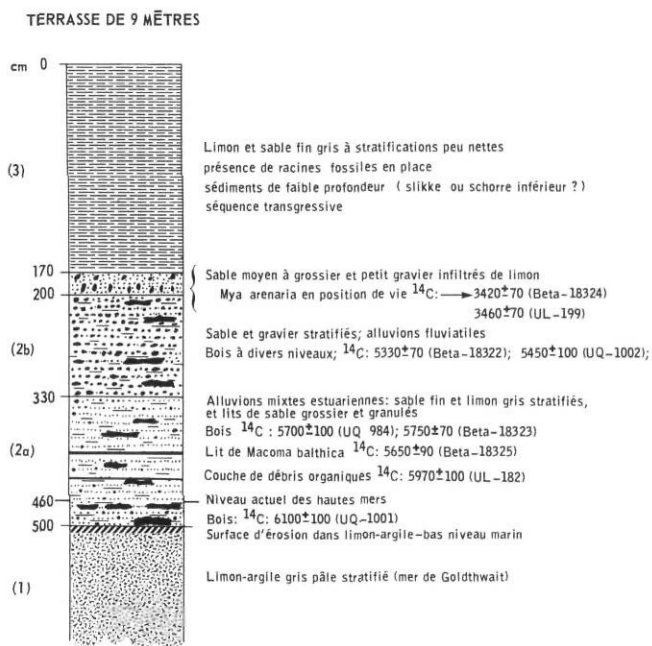 TERRASSE DE 9 MĒTRES
cm 0
Limon et sable fin gris à stratifications peu nettes
présence de racines fossiles en place
(3)
sédiments de faible profondeur ( slikke ou schorre inférieur ? )
séquence transgressive
170
Sable moyen à grossier et petit gravier infiltrés de limon
200
Mya arenaria en position de vie ¹⁴C: → 3420±70 (Beta-18324)
3460±70 (UL-199)
Sable et gravier stratifiés; alluvions fluviatiles
(2b)
Bois à divers niveaux; ¹⁴C: 5330±70 (Beta-18322); 5450±100 (UQ-1002);
330
Alluvions mixtes estuariennes: sable fin et limon gris stratifiés,
et lits de sable grossier et granulés
Bois ¹⁴C : 5700±100 (UQ 984); 5750±70 (Beta-18323)
(2a)
Lit de Macoma balthica ¹⁴C: 5650±90 (Beta-18325)
Couche de débris organiques ¹⁴C: 5970±100 (UL-182)
460
Niveau actuel des hautes mers
Bois: ¹⁴C: 6100±100 (UQ-1001)
500
Surface d'érosion dans limon-argile-bas niveau marin
(1)
Limon-argile gris pâle stratifié (mer de Goldthwait)